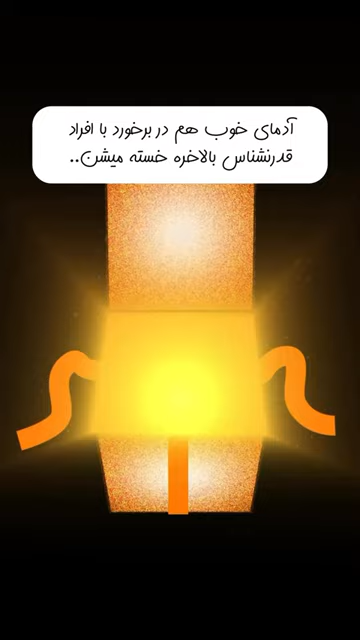 آدمای خوب هم در برخورد با افراد
قدرنشناس بالاخره خسته میشن..